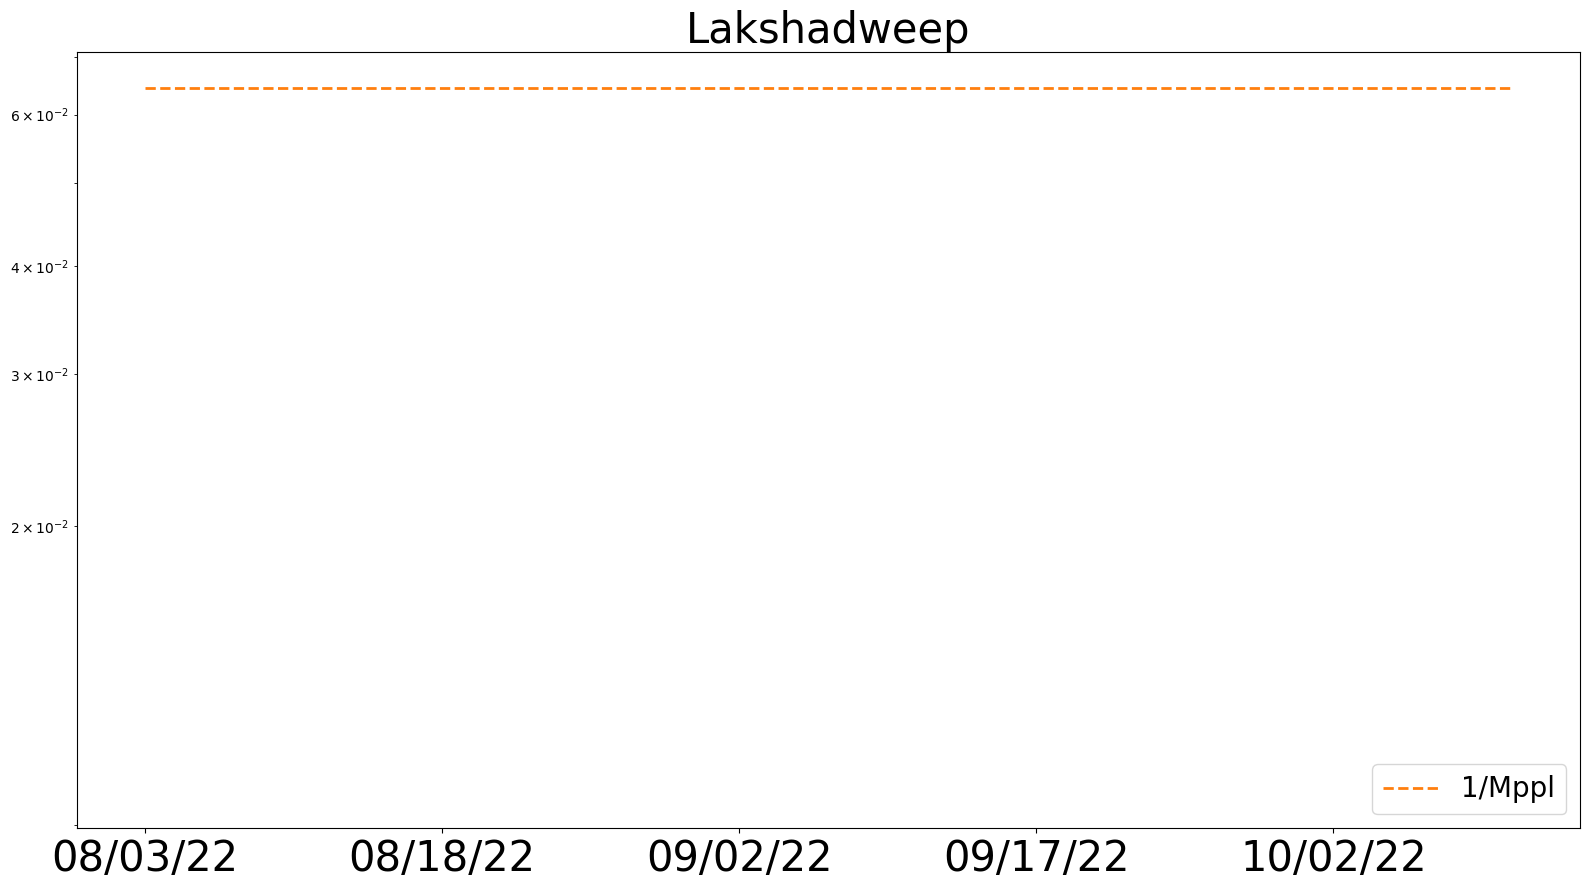 Lakshadweep
6 × 10⁻²
4 × 10⁻²
3 × 10⁻²
2 × 10⁻²
1/Mppl
08/03/22 08/18/22 09/02/22 09/17/22 10/02/22